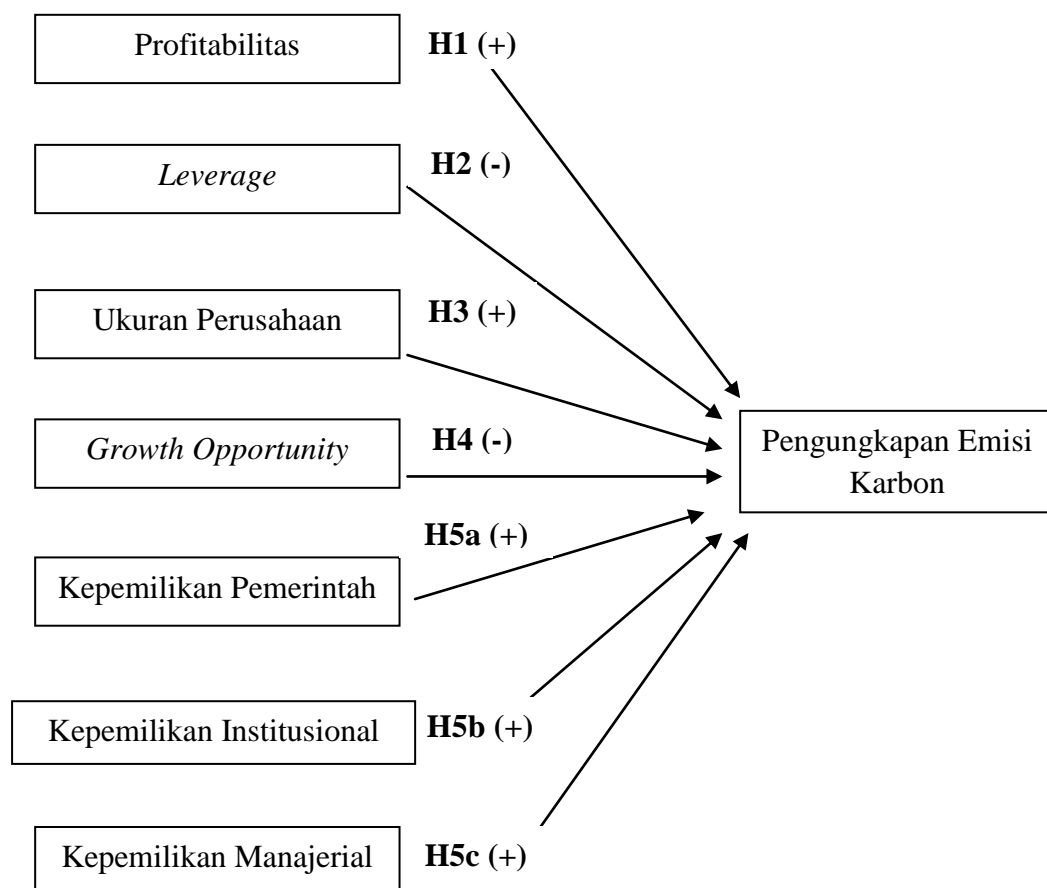 Profitabilitas
H1 (+)
Leverage
H2 (-)
Ukuran Perusahaan
H3 (+)
Growth Opportunity
H4 (-)
Pengungkapan Emisi
Karbon
H5a (+)
Kepemilikan Pemerintah
Kepemilikan Institusional
H5b (+)
Kepemilikan Manajerial
H5c (+)